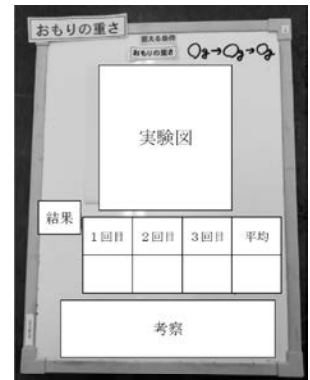 おもりの重さ
変える条件
おもりの重さ ○g→○g→○g
実験図
結果
1回目 2回目 3回目 平均
考察